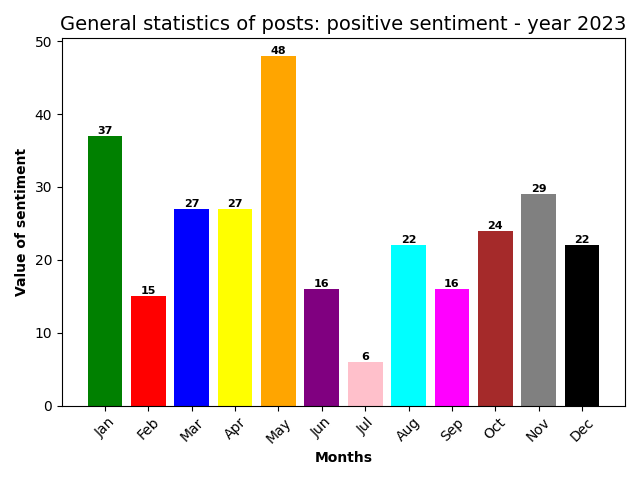 General statistics of posts: positive sentiment - year 2023
Value of sentiment
50
40
30
20
10
0
37
15
27
27
48
16
6
22
16
24
29
22
Jan
Feb
Mar
Apr
May
Jun
Jul
Aug
Sep
Oct
Nov
Dec
Months